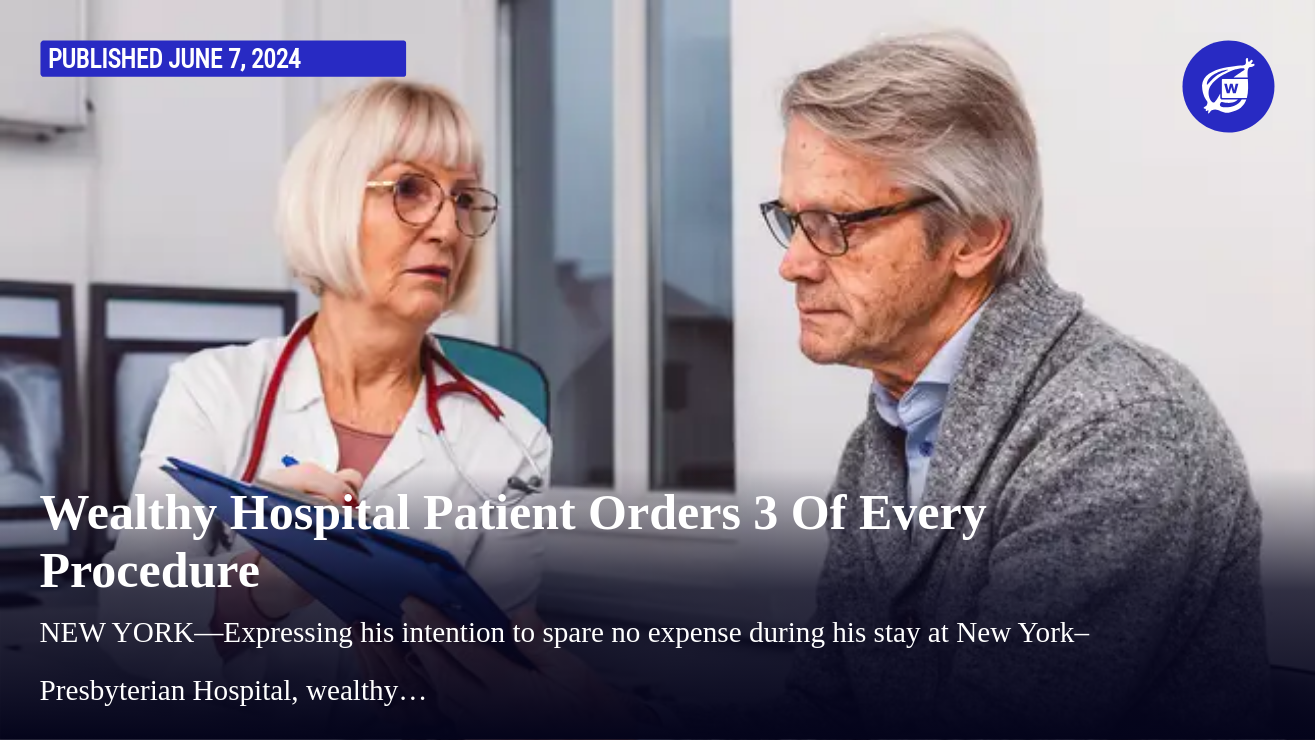 PUBLISHED JUNE 7, 2024
W
Wealthy Hospital Patient Orders 3 Of Every
Procedure
NEW YORK—Expressing his intention to spare no expense during his stay at New York–
Presbyterian Hospital, wealthy…